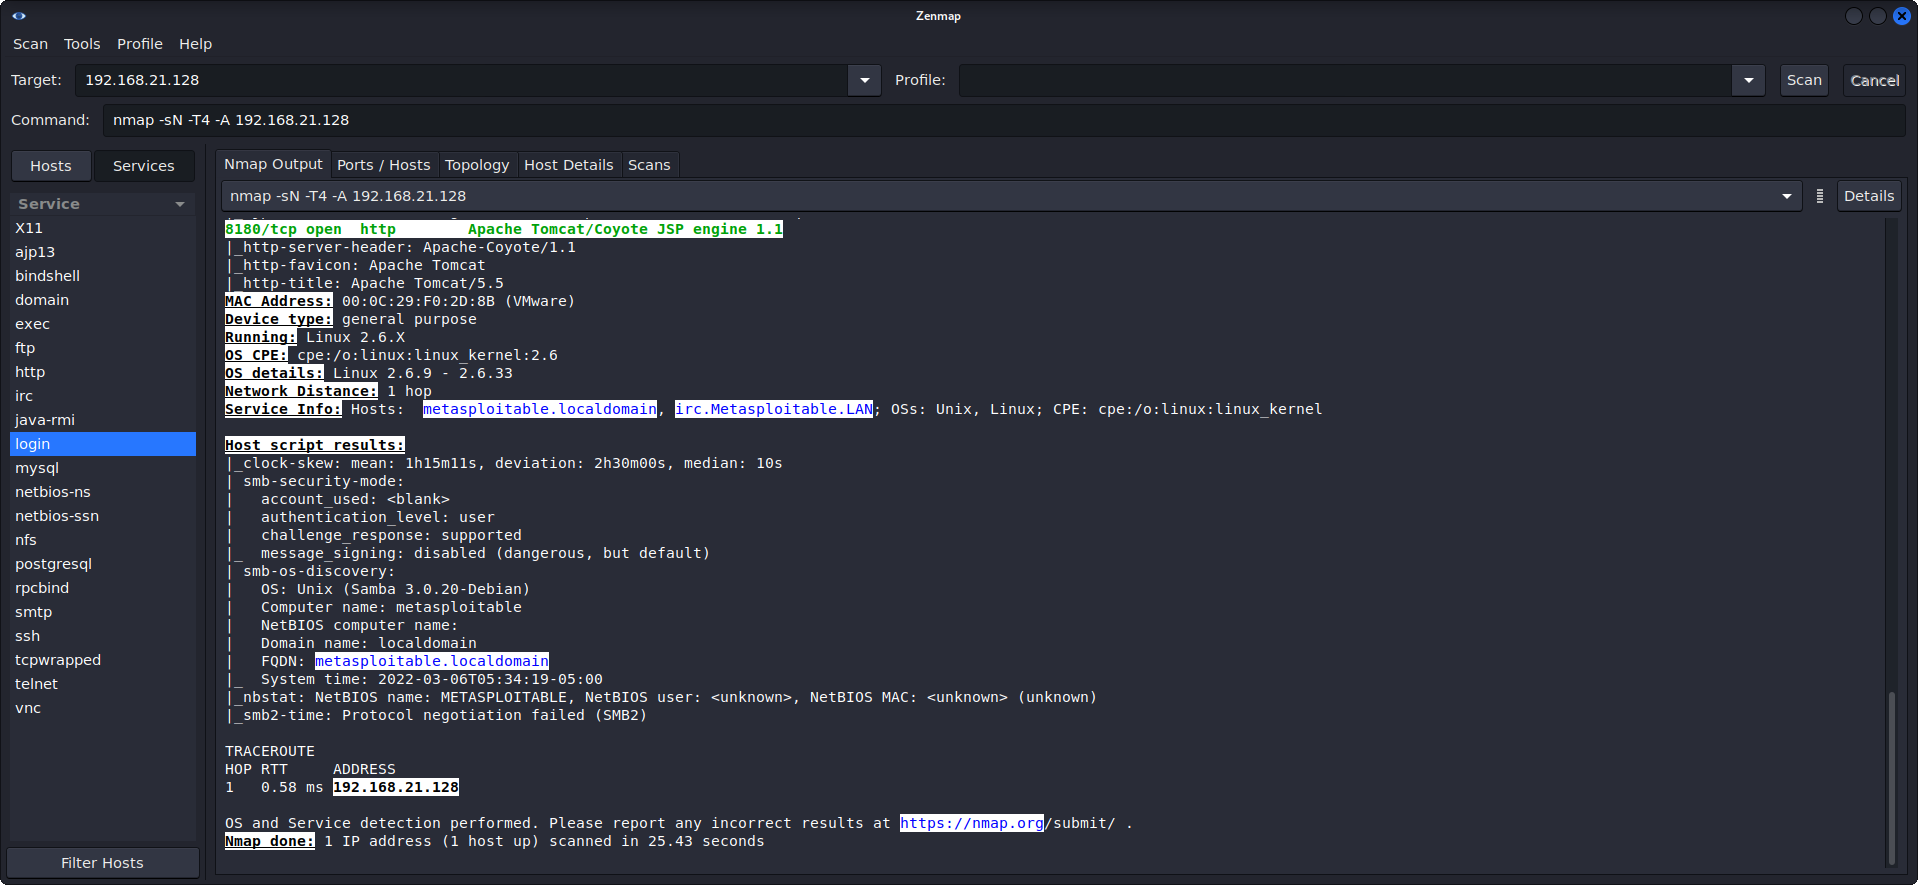 Zenmap
Scan Tools Profile Help
Target: 192.168.21.128 Profile: Scan Cancel
Command: nmap -sN -T4 -A 192.168.21.128
Hosts Services
Service
X11
ajp13
bindshell
domain
exec
ftp
http
irc
java-rmi
login
mysql
netbios-ns
netbios-ssn
nfs
postgresql
rpcbind
smtp
ssh
tcpwrapped
telnet
vnc
Filter Hosts
Nmap Output Ports / Hosts Topology Host Details Scans
nmap -sN -T4 -A 192.168.21.128 Details
8180/tcp open  http        Apache Tomcat/Coyote JSP engine 1.1
|_http-server-header: Apache-Coyote/1.1
|_http-favicon: Apache Tomcat
|_http-title: Apache Tomcat/5.5
MAC Address: 00:0C:29:F0:2D:8B (VMware)
Device type: general purpose
Running: Linux 2.6.X
OS CPE: cpe:/o:linux:linux_kernel:2.6
OS details: Linux 2.6.9 - 2.6.33
Network Distance: 1 hop
Service Info: Hosts:  metasploitable.localdomain, irc.Metasploitable.LAN; OSs: Unix, Linux; CPE: cpe:/o:linux:linux_kernel
Host script results:
|_clock-skew: mean: 1h15m11s, deviation: 2h30m00s, median: 10s
| smb-security-mode:
|   account_used: <blank>
|   authentication_level: user
|   challenge_response: supported
|_  message_signing: disabled (dangerous, but default)
| smb-os-discovery:
|   OS: Unix (Samba 3.0.20-Debian)
|   Computer name: metasploitable
|   NetBIOS computer name:
|   Domain name: localdomain
|   FQDN: metasploitable.localdomain
|_  System time: 2022-03-06T05:34:19-05:00
|_nbstat: NetBIOS name: METASPLOITABLE, NetBIOS user: <unknown>, NetBIOS MAC: <unknown> (unknown)
|_smb2-time: Protocol negotiation failed (SMB2)
TRACEROUTE
HOP RTT     ADDRESS
1   0.58 ms 192.168.21.128
OS and Service detection performed. Please report any incorrect results at https://nmap.org/submit/ .
Nmap done: 1 IP address (1 host up) scanned in 25.43 seconds